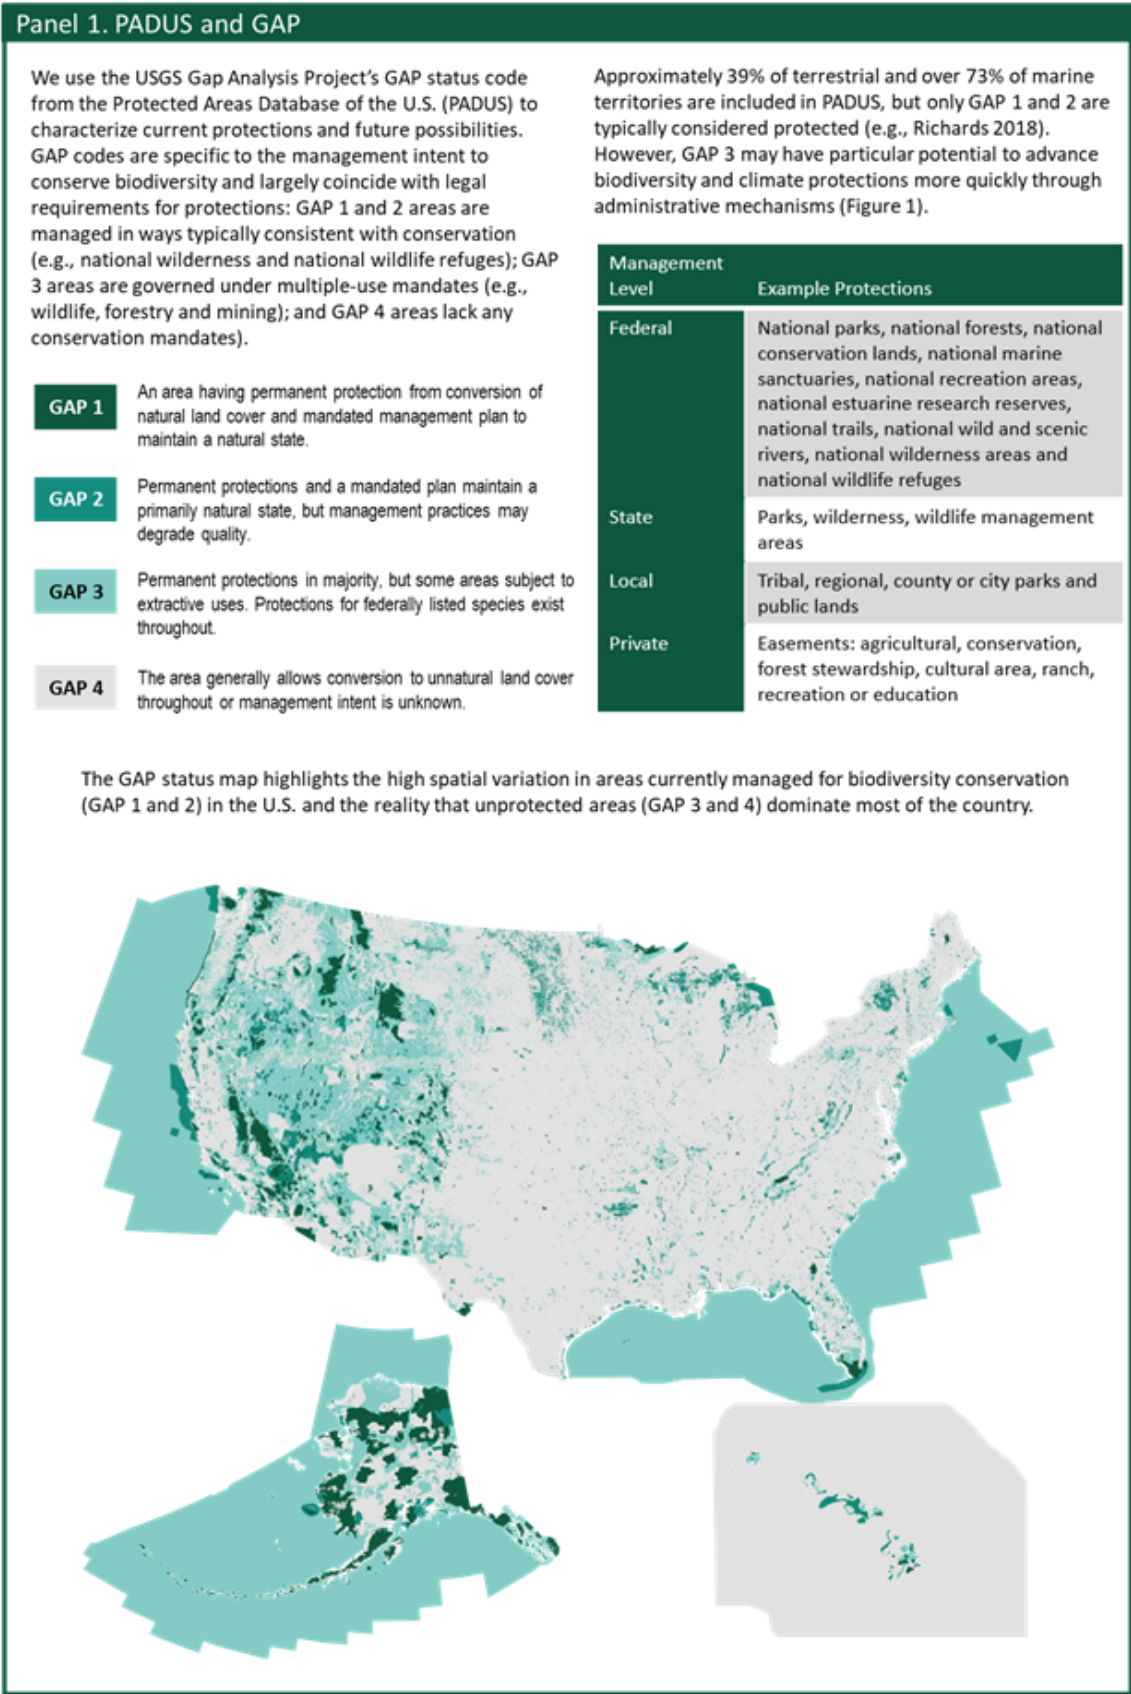 Panel 1. PADUS and GAP
We use the USGS Gap Analysis Project's GAP status code
from the Protected Areas Database of the U.S. (PADUS) to
characterize current protections and future possibilities.
GAP codes are specific to the management intent to
conserve biodiversity and largely coincide with legal
requirements for protections: GAP 1 and 2 areas are
managed in ways typically consistent with conservation
(e.g., national wilderness and national wildlife refuges); GAP
3 areas are governed under multiple-use mandates (e.g.,
wildlife, forestry and mining); and GAP 4 areas lack any
conservation mandates).
GAP 1
An area having permanent protection from conversion of
natural land cover and mandated management plan to
maintain a natural state.
GAP 2
Permanent protections and a mandated plan maintain a
primarily natural state, but management practices may
degrade quality.
GAP 3
Permanent protections in majority, but some areas subject to
extractive uses. Protections for federally listed species exist
throughout.
GAP 4
The area generally allows conversion to unnatural land cover
throughout or management intent is unknown.
Approximately 39% of terrestrial and over 73% of marine
territories are included in PADUS, but only GAP 1 and 2 are
typically considered protected (e.g., Richards 2018).
However, GAP 3 may have particular potential to advance
biodiversity and climate protections more quickly through
administrative mechanisms (Figure 1).
Management
Level Example Protections
Federal National parks, national forests, national
conservation lands, national marine
sanctuaries, national recreation areas,
national estuarine research reserves,
national trails, national wild and scenic
rivers, national wilderness areas and
national wildlife refuges
State Parks, wilderness, wildlife management
areas
Local Tribal, regional, county or city parks and
public lands
Private Easements: agricultural, conservation,
forest stewardship, cultural area, ranch,
recreation or education
The GAP status map highlights the high spatial variation in areas currently managed for biodiversity conservation
(GAP 1 and 2) in the U.S. and the reality that unprotected areas (GAP 3 and 4) dominate most of the country.